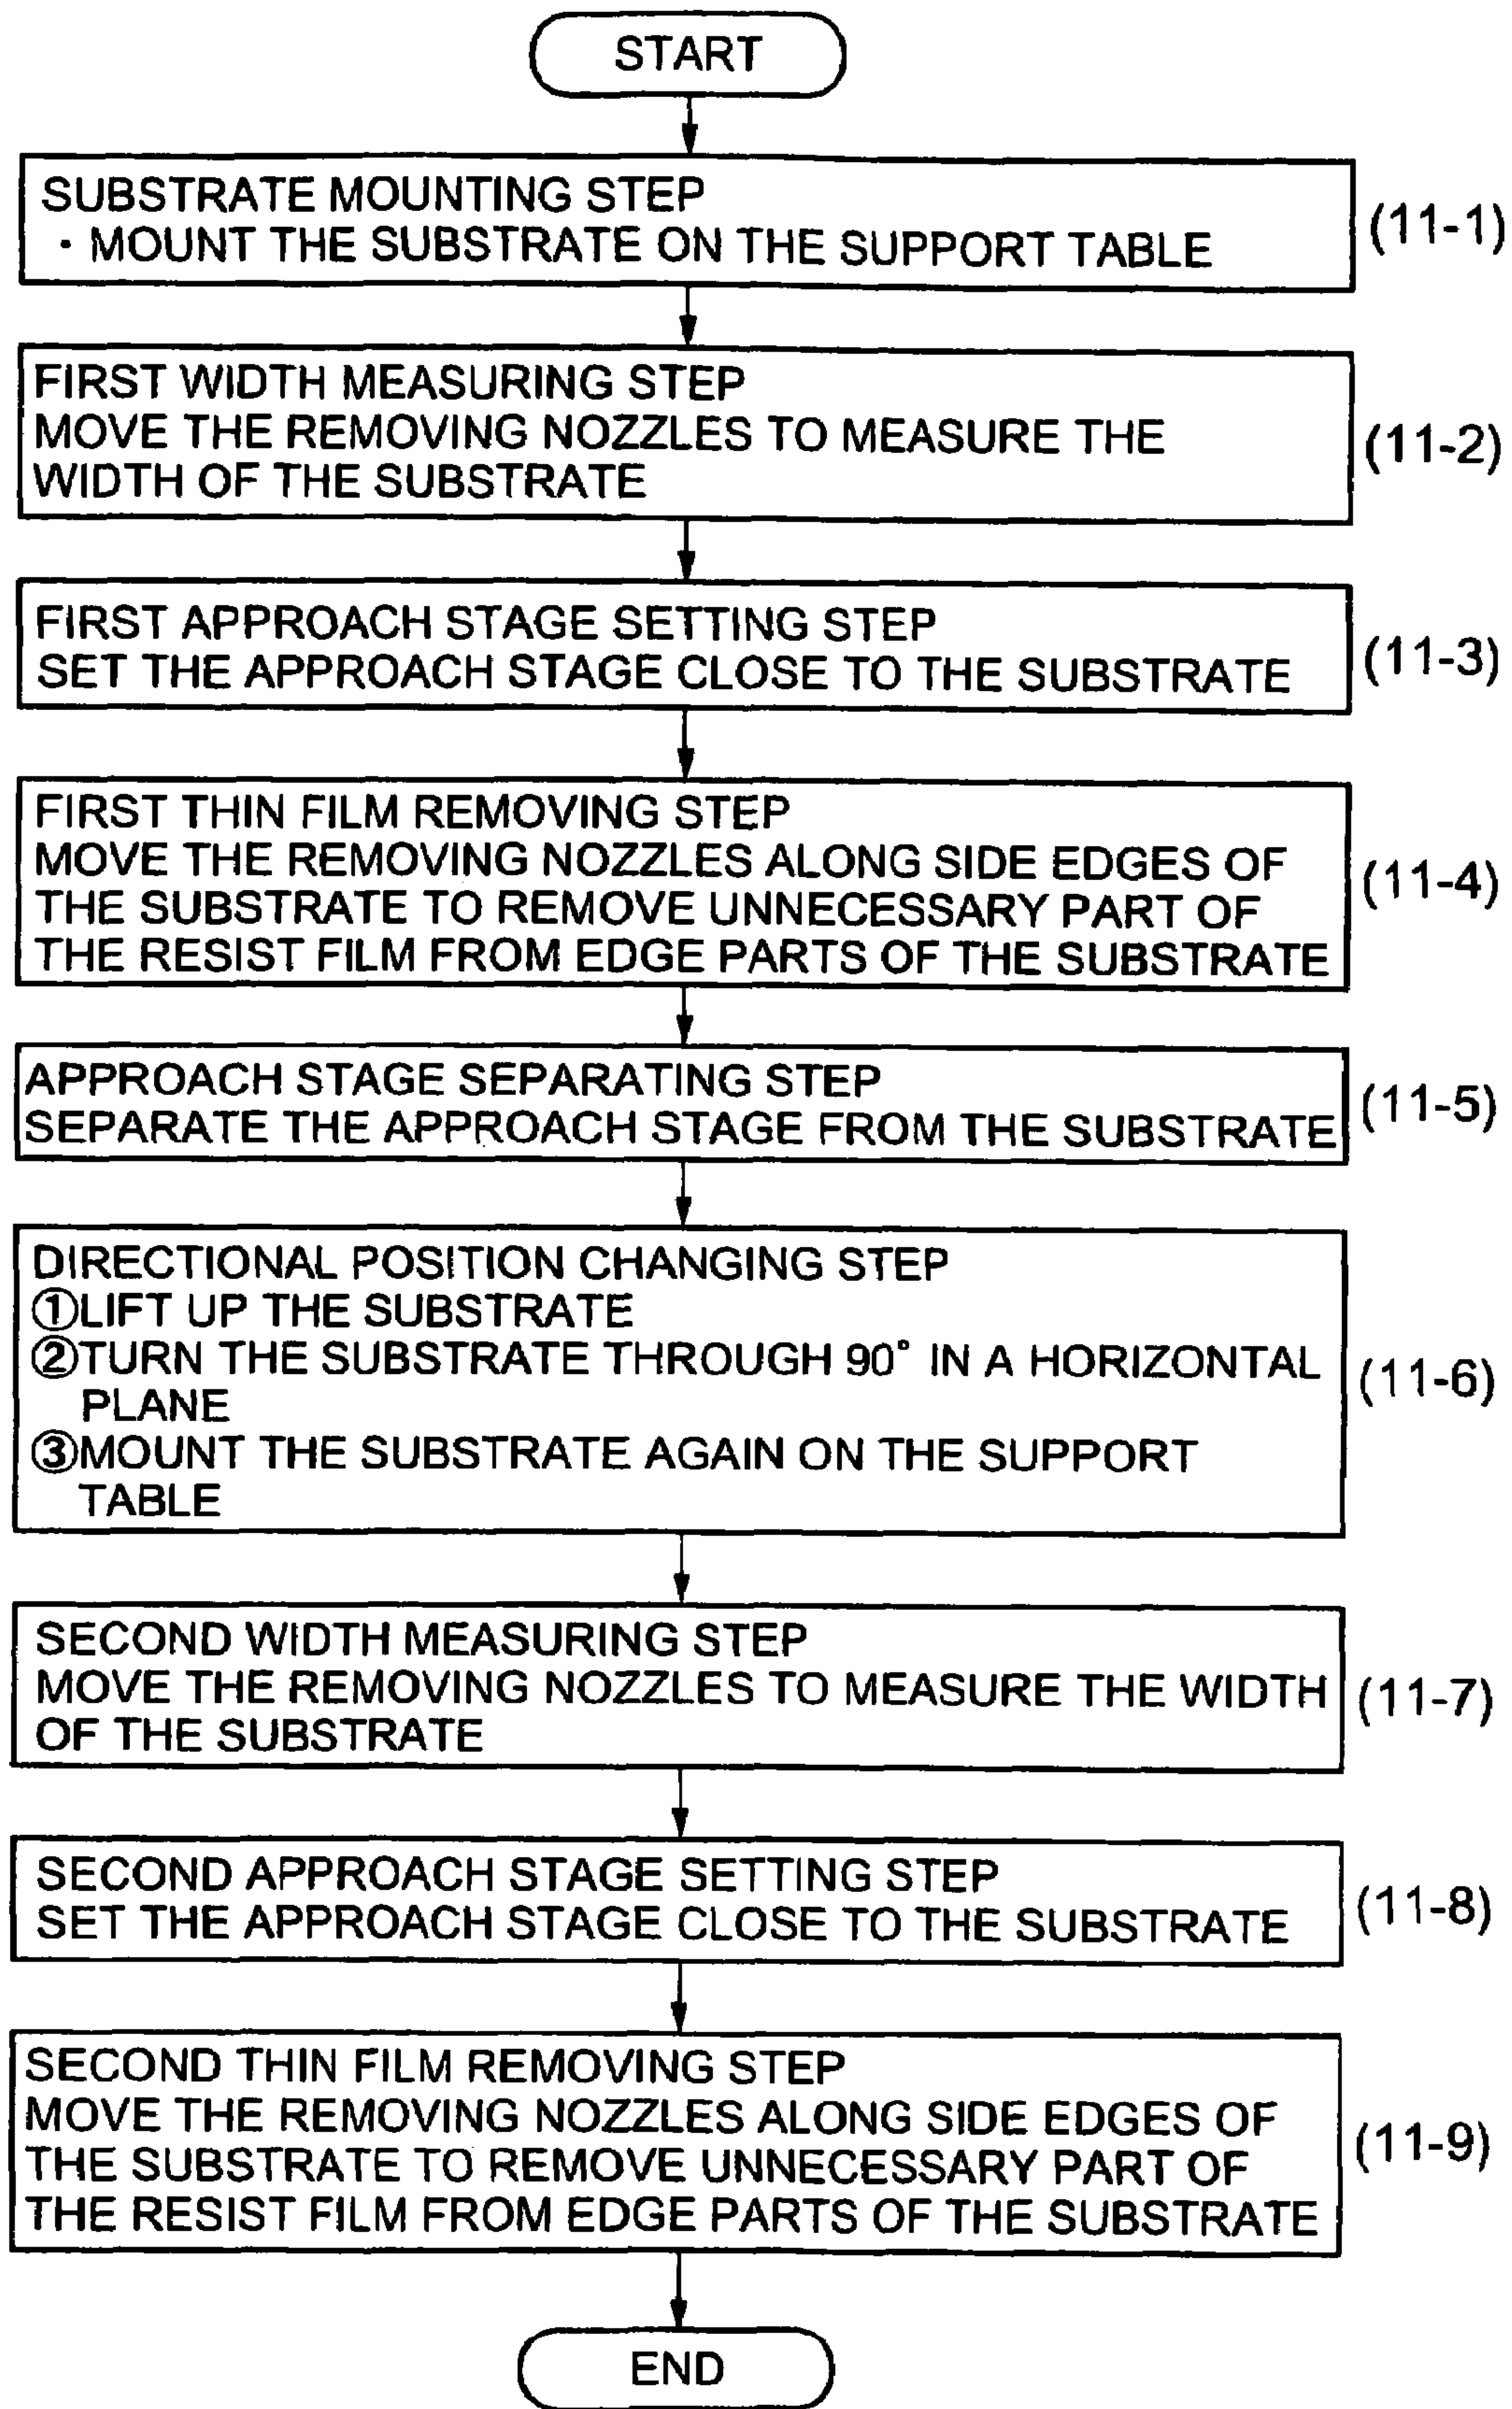 START
SUBSTRATE MOUNTING STEP
・MOUNT THE SUBSTRATE ON THE SUPPORT TABLE
(11-1)
FIRST WIDTH MEASURING STEP
MOVE THE REMOVING NOZZLES TO MEASURE THE
WIDTH OF THE SUBSTRATE
(11-2)
FIRST APPROACH STAGE SETTING STEP
SET THE APPROACH STAGE CLOSE TO THE SUBSTRATE
(11-3)
FIRST THIN FILM REMOVING STEP
MOVE THE REMOVING NOZZLES ALONG SIDE EDGES OF
THE SUBSTRATE TO REMOVE UNNECESSARY PART OF
THE RESIST FILM FROM EDGE PARTS OF THE SUBSTRATE
(11-4)
APPROACH STAGE SEPARATING STEP
SEPARATE THE APPROACH STAGE FROM THE SUBSTRATE
(11-5)
DIRECTIONAL POSITION CHANGING STEP
①LIFT UP THE SUBSTRATE
②TURN THE SUBSTRATE THROUGH 90° IN A HORIZONTAL
PLANE
③MOUNT THE SUBSTRATE AGAIN ON THE SUPPORT
TABLE
(11-6)
SECOND WIDTH MEASURING STEP
MOVE THE REMOVING NOZZLES TO MEASURE THE WIDTH
OF THE SUBSTRATE
(11-7)
SECOND APPROACH STAGE SETTING STEP
SET THE APPROACH STAGE CLOSE TO THE SUBSTRATE
(11-8)
SECOND THIN FILM REMOVING STEP
MOVE THE REMOVING NOZZLES ALONG SIDE EDGES OF
THE SUBSTRATE TO REMOVE UNNECESSARY PART OF
THE RESIST FILM FROM EDGE PARTS OF THE SUBSTRATE
(11-9)
END